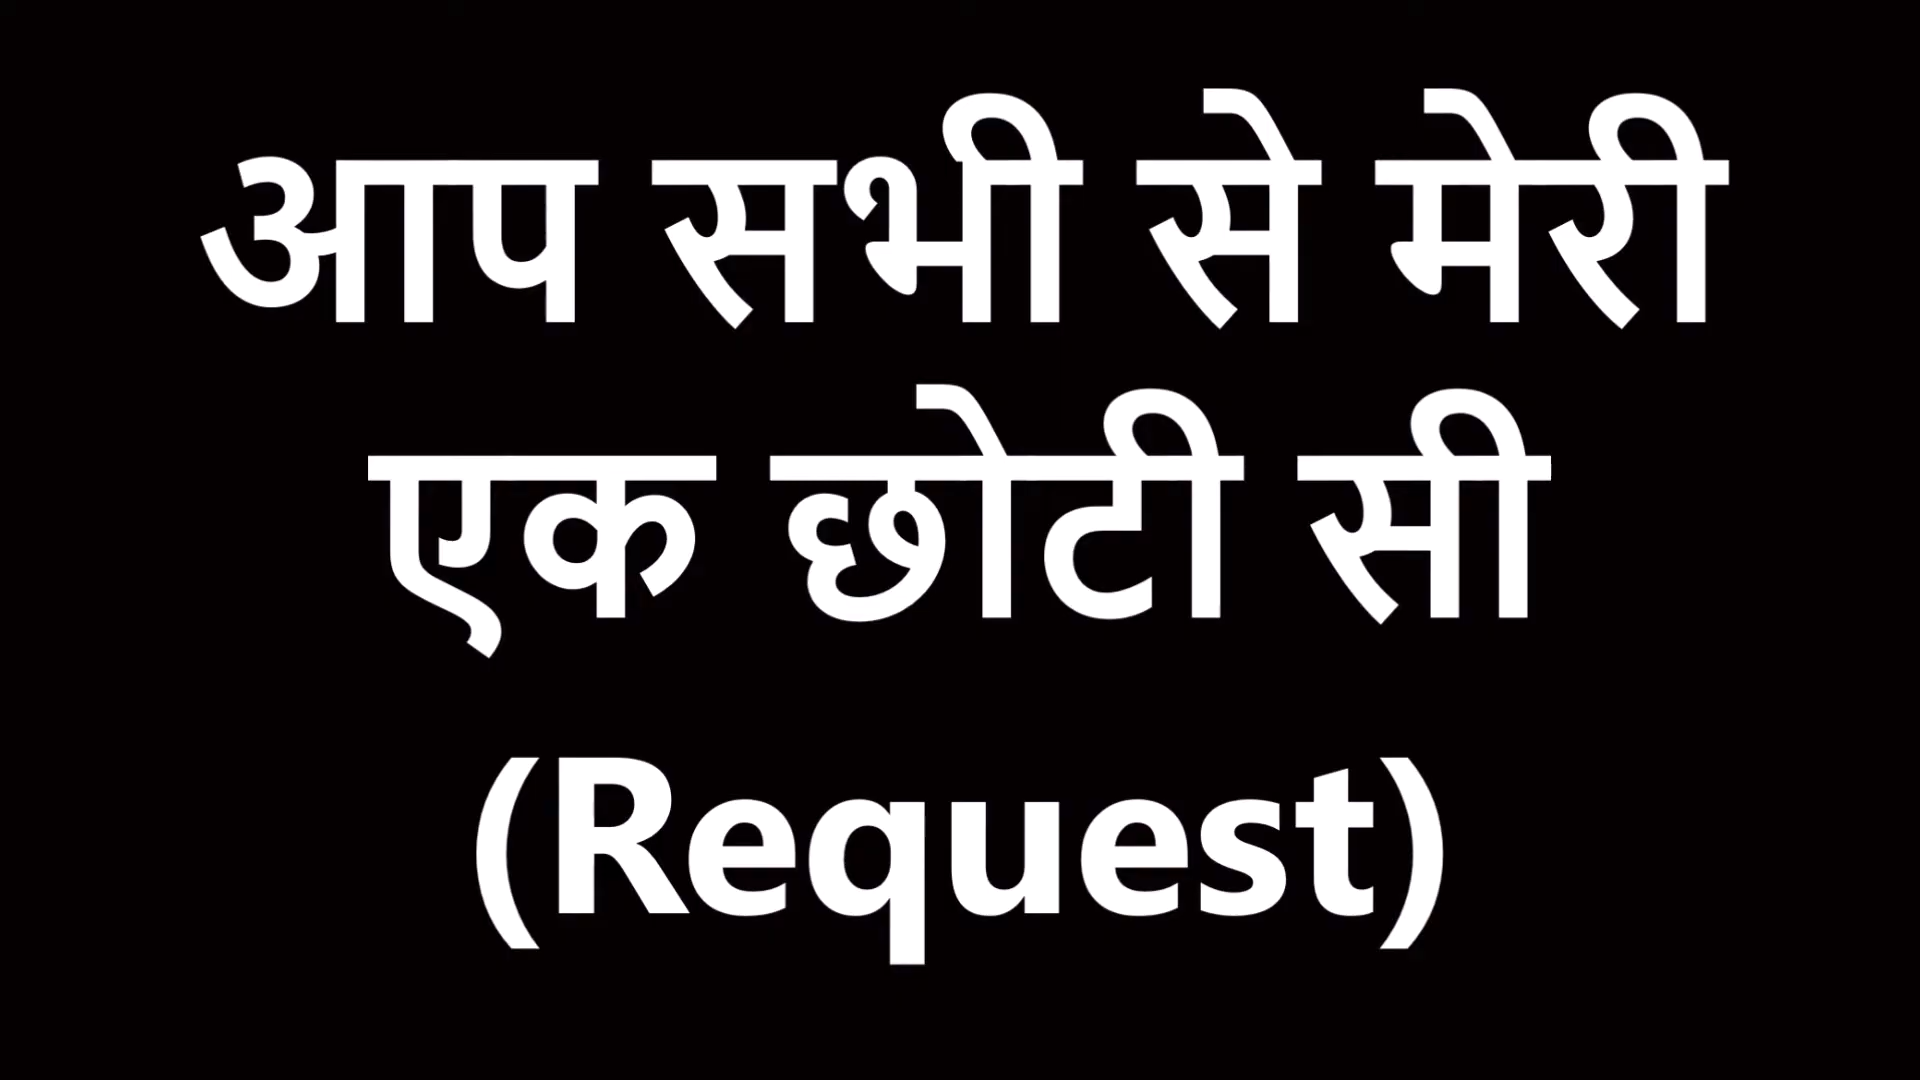 आप सभी से मेरी
एक छोटी सी
(Request)